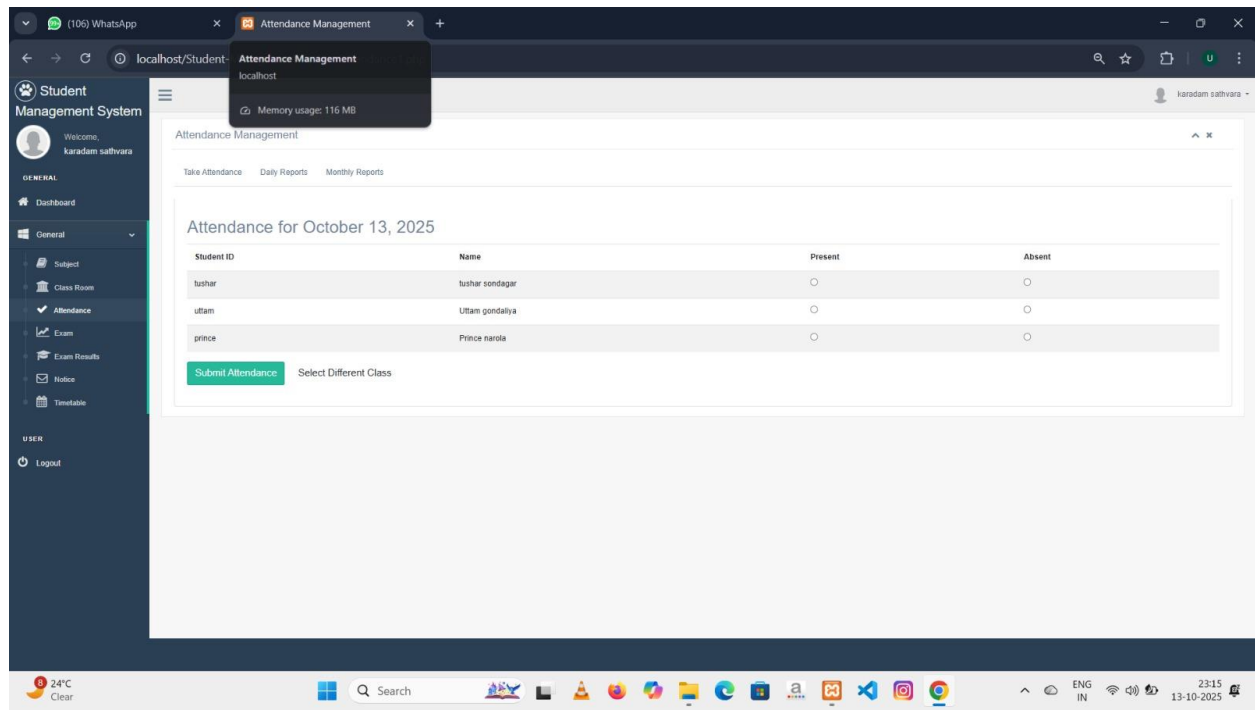 (106) WhatsApp
Attendance Management
localhost/Student-
Attendance Management
localhost
Memory usage: 116 MB
U
Student
Management System
Welcome,
karadam sathvara
karadam sathvara
GENERAL
Dashboard
General
Subject
Class Room
Attendance
Exam
Exam Results
Notice
Timetable
USER
Logout
Attendance Management
Take Attendance Daily Reports Monthly Reports
Attendance for October 13, 2025
Student ID Name Present Absent
tushar tushar sondagar
uttam Uttam gondaliya
prince Prince narola
Submit Attendance Select Different Class
8
24°C
Clear
Search
a
ENG
IN
23:15
13-10-2025